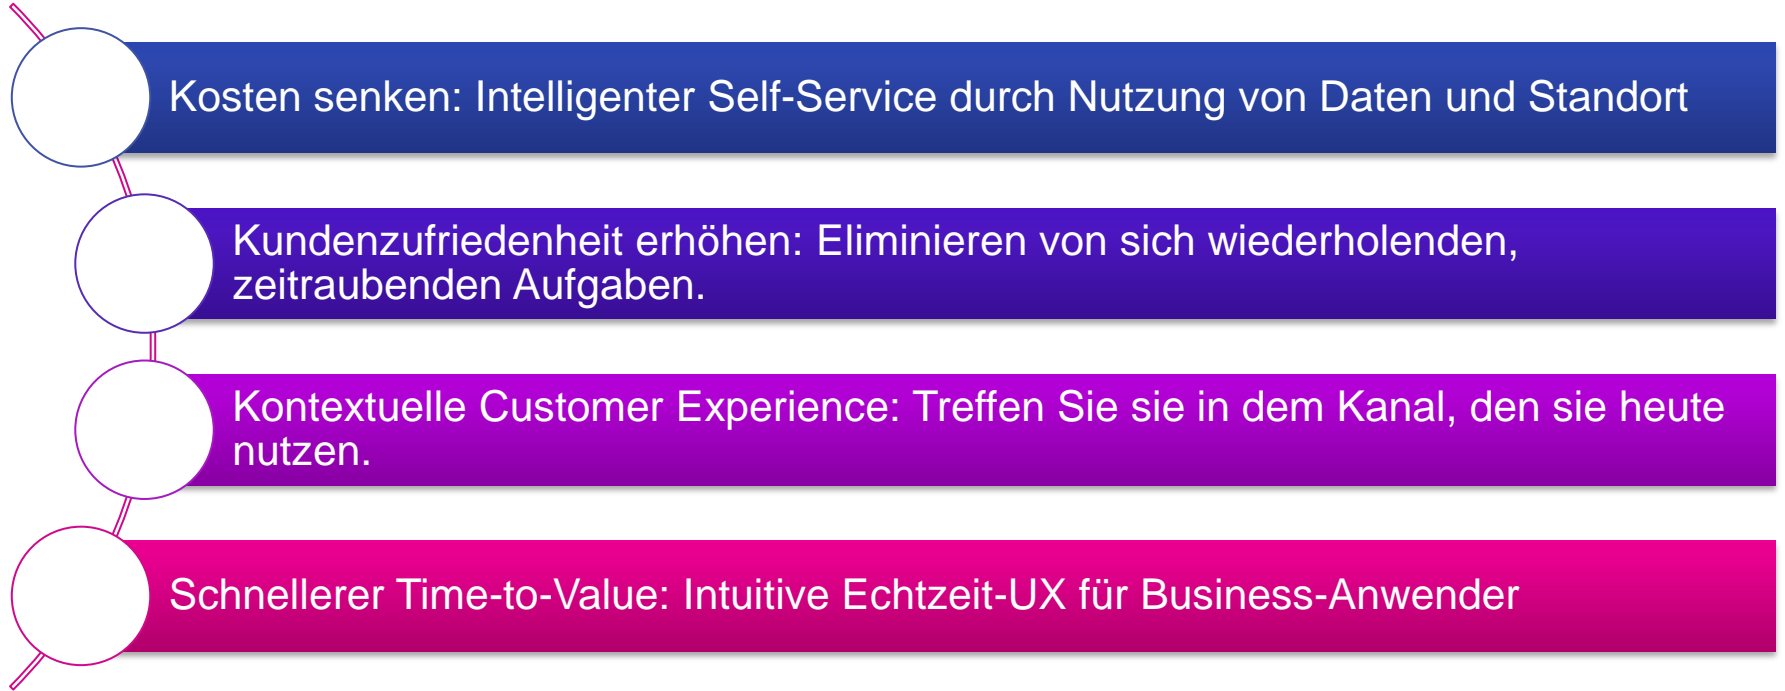 Kosten senken: Intelligenter Self-Service durch Nutzung von Daten und Standort
Kundenzufriedenheit erhöhen: Eliminieren von sich wiederholenden,
zeitraubenden Aufgaben.
Kontextuelle Customer Experience: Treffen Sie sie in dem Kanal, den sie heute
nutzen.
Schnellerer Time-to-Value: Intuitive Echtzeit-UX für Business-Anwender